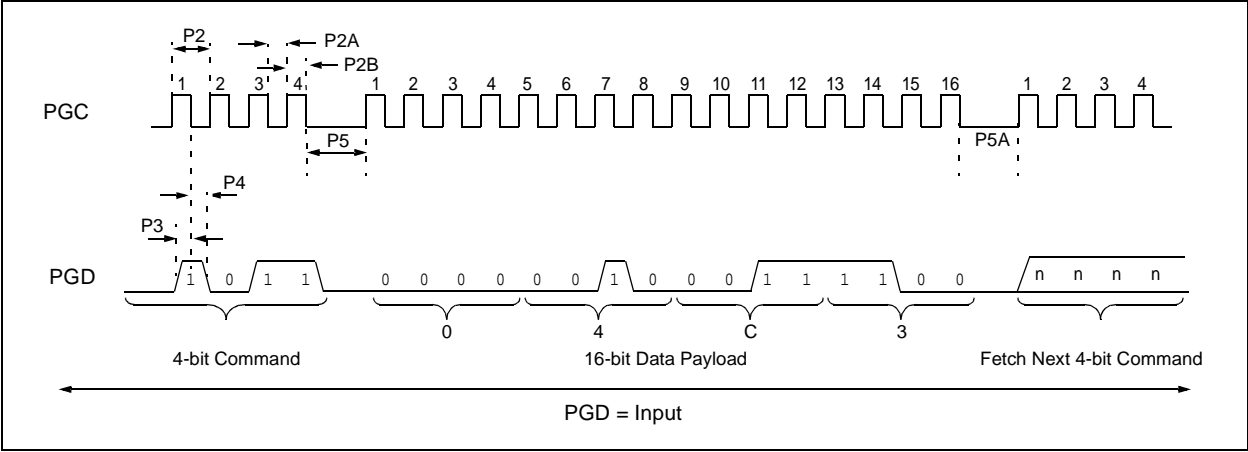 P2
P2A
P2B
1 2 3 4 1 2 3 4 5 6 7 8 9 10 11 12 13 14 15 16 1 2 3 4
PGC
P5
P5A
P4
P3
PGD
1 0 1 1 0 0 0 0 0 0 1 0 0 0 1 1 1 1 0 0 n n n n
0 4 C 3
4-bit Command
16-bit Data Payload
Fetch Next 4-bit Command
PGD = Input